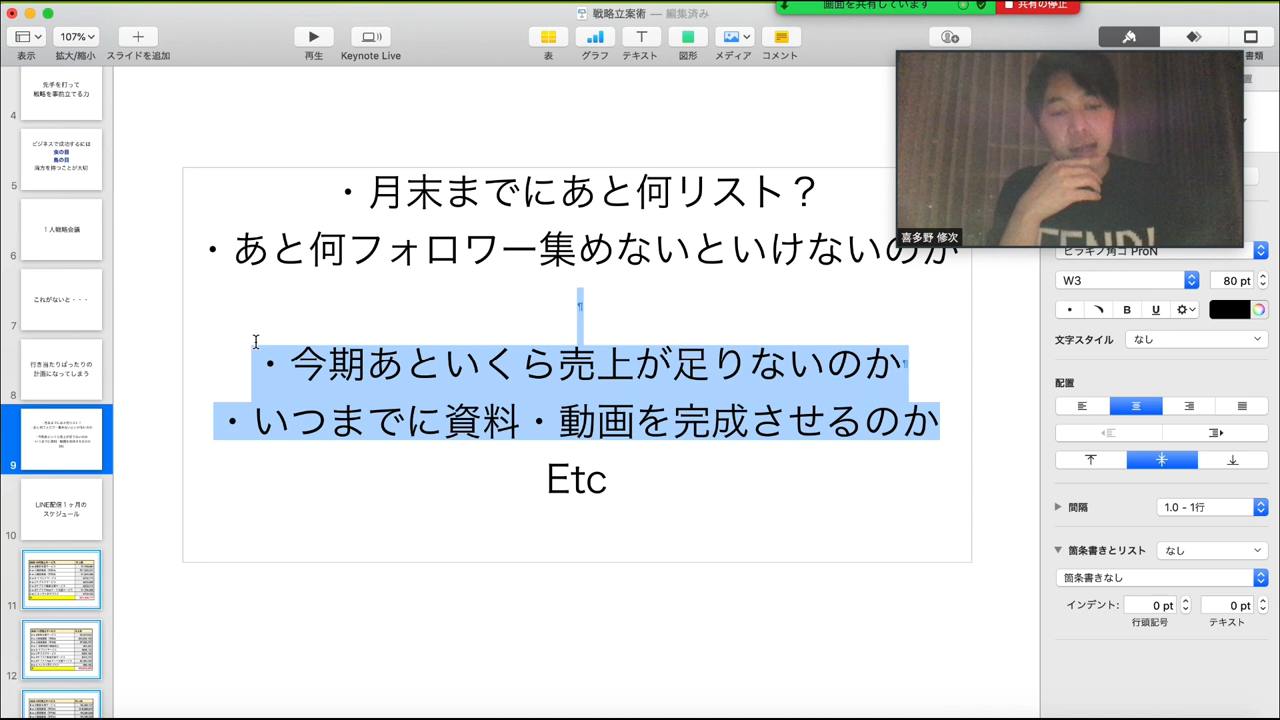 戦略立案術 — 編集済み
画面を共有しています
共有の停止
107%
表示
拡大/縮小
スライドを追加
再生
Keynote Live
表
グラフ
テキスト
図形
メディア
コメント
書類
先手を打って
戦略を事前立てる力
4
ビジネスで成功するには
虫の目
鳥の目
両方を持つことが大切
5
1人戦略会議
6
これがないと・・・
7
行き当たりばったりの
計画になってしまう
8
9
LINE配信1ヶ月の
スケジュール
10
11
12
・月末までにあと何リスト？
・あと何フォロワー集めないといけないのか
・今期あといくら売上が足りないのか
・いつまでに資料・動画を完成させるのか
Etc
喜多野 修次
FENDI
ヒラギノ角ゴ ProN
W3
80 pt
B
U
文字スタイル
なし
配置
間隔
1.0 - 1行
箇条書きとリスト
なし
箇条書きなし
インデント:
0 pt
0 pt
行頭記号
テキスト